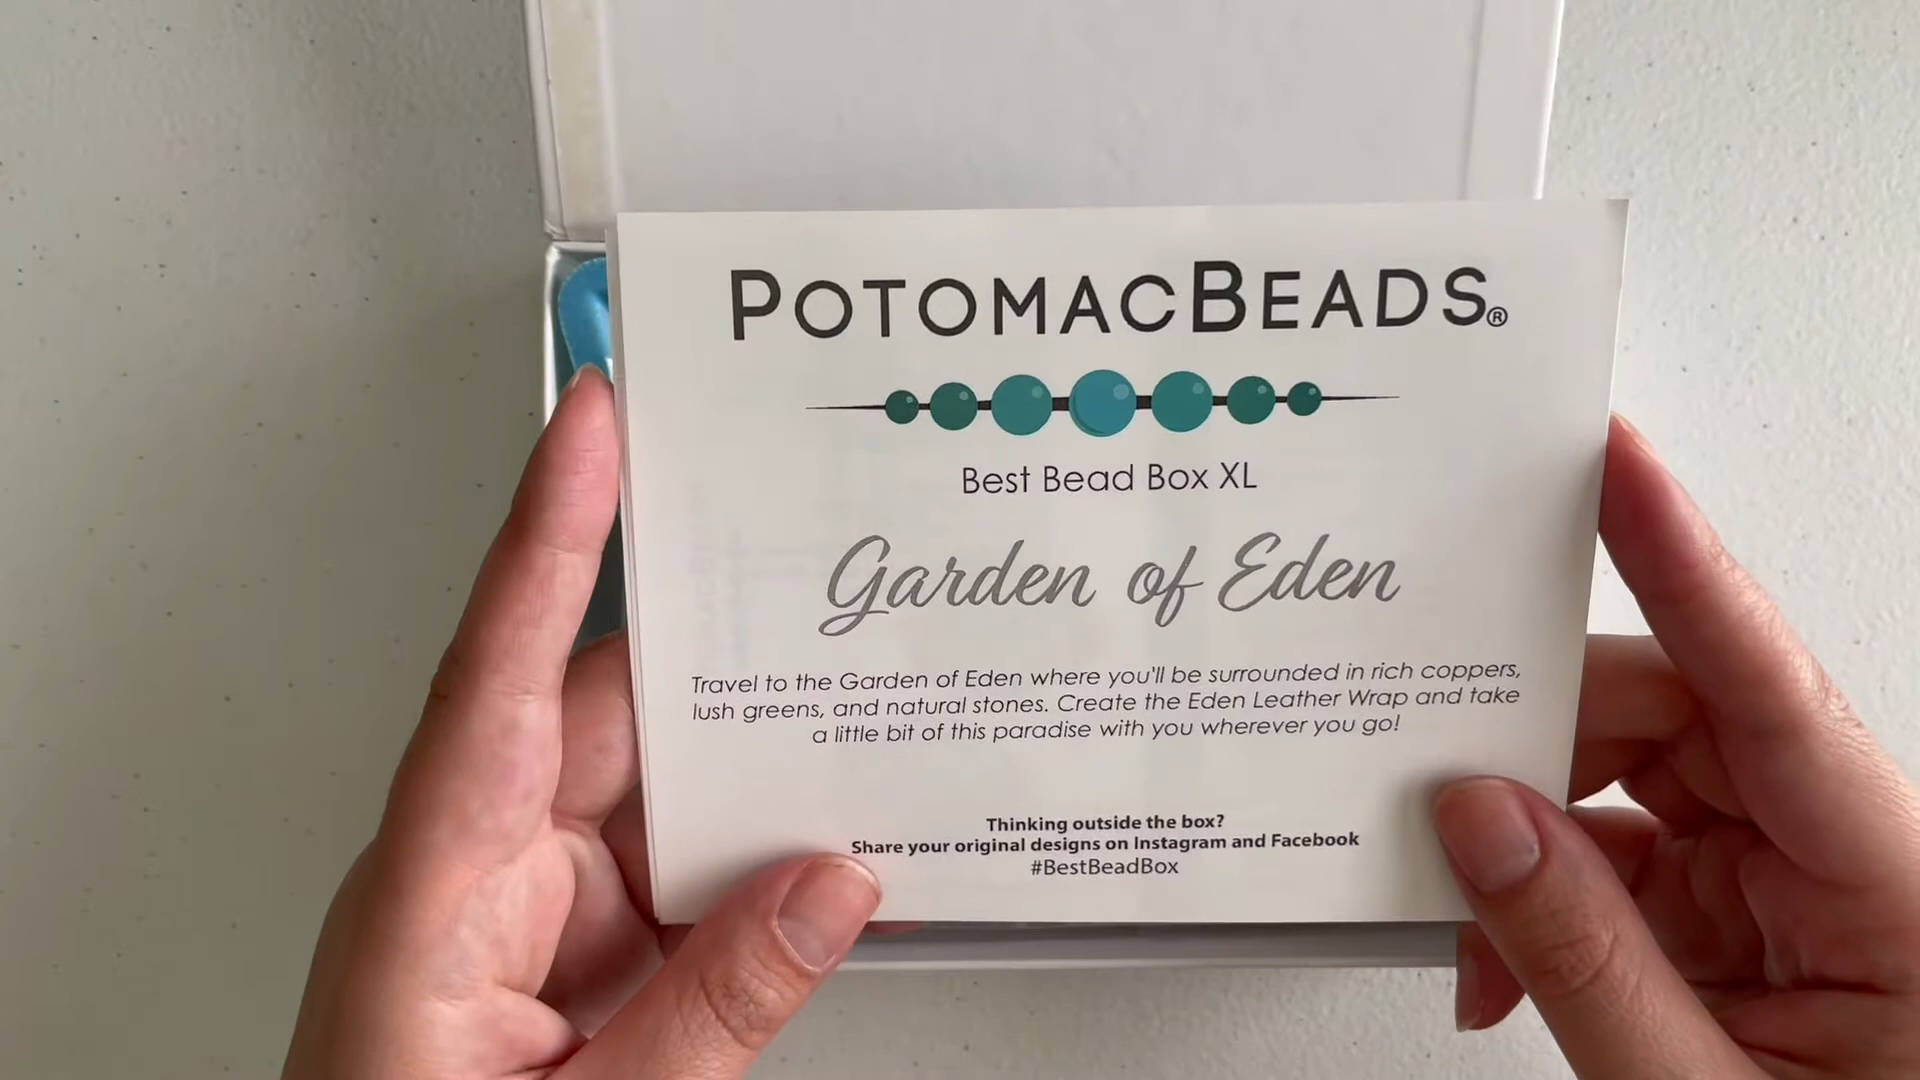 POTOMACBEADS®
Best Bead Box XL
Garden of Eden
Travel to the Garden of Eden where you'll be surrounded in rich coppers,
lush greens, and natural stones. Create the Eden Leather Wrap and take
a little bit of this paradise with you wherever you go!
Thinking outside the box?
Share your original designs on Instagram and Facebook
#BestBeadBox